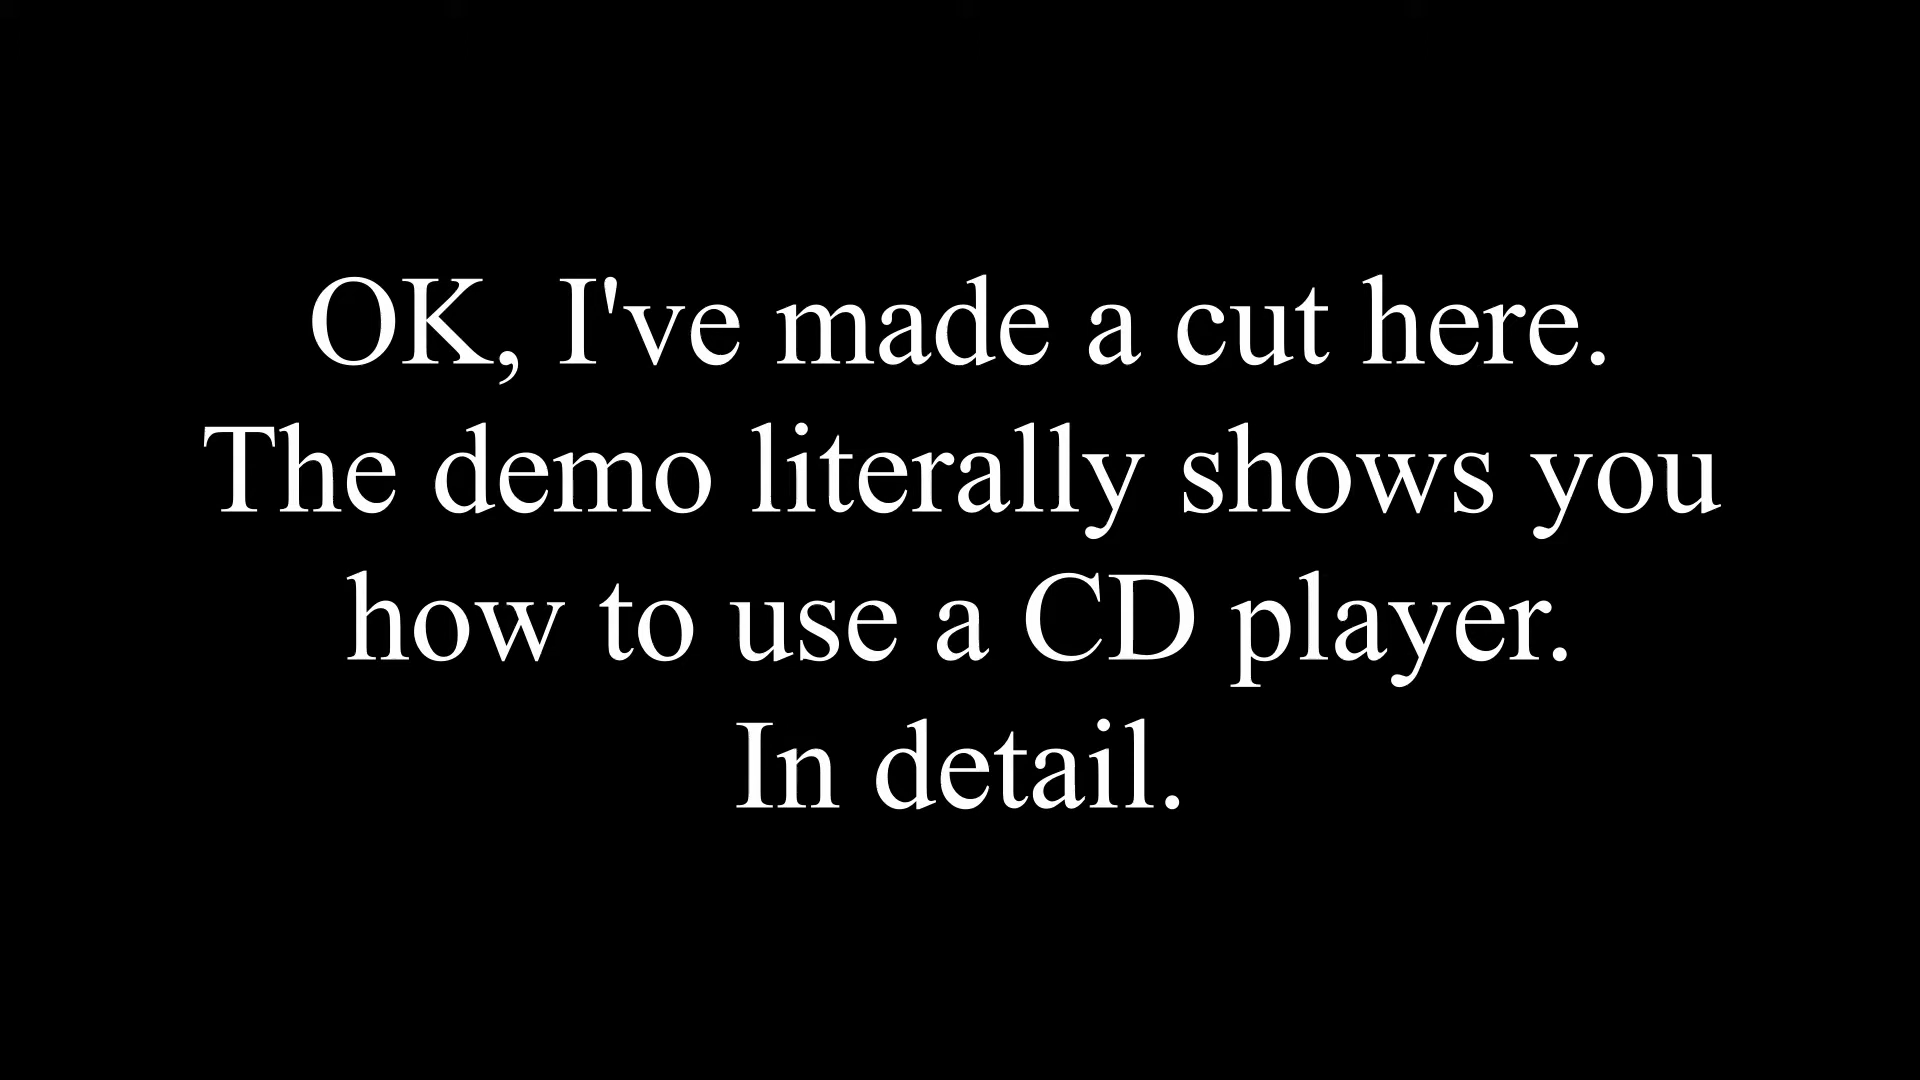 OK, I've made a cut here.
The demo literally shows you
how to use a CD player.
In detail.